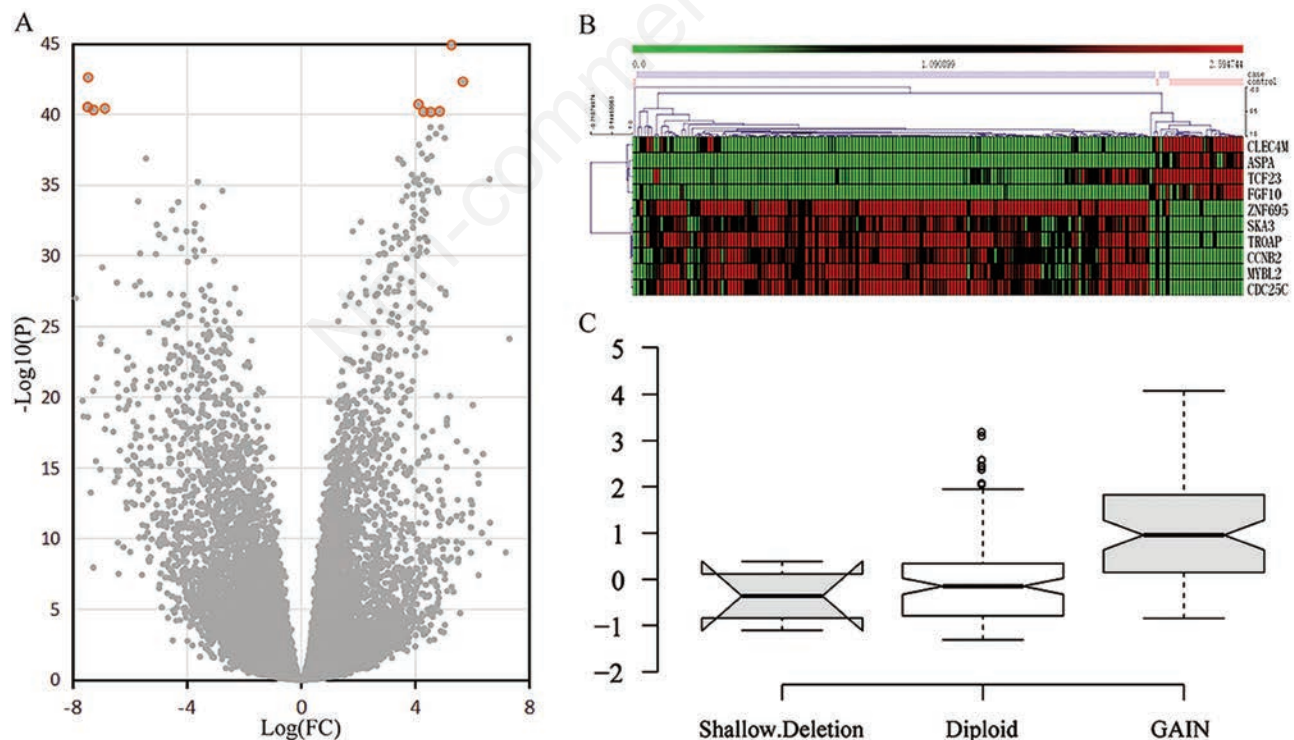 A
45
40
35
30
25
20
15
10
5
0
-Log10(P)
-8
-4
0
4
8
Log(FC)
Non-commer
B
0.0
1.090899
case
control
CLEC4M
ASPA
TCF23
FGF10
ZNF695
SKA3
TROAP
CCNB2
MYBL2
CDC25C
C
5
4
3
2
1
0
−1
−2
Shallow.Deletion
Diploid
GAIN